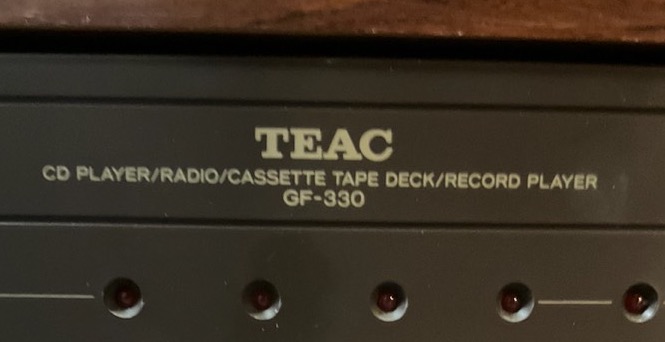 TEAC
CD PLAYER/RADIO/CASSETTE TAPE DECK/RECORD PLAYER
GF-330